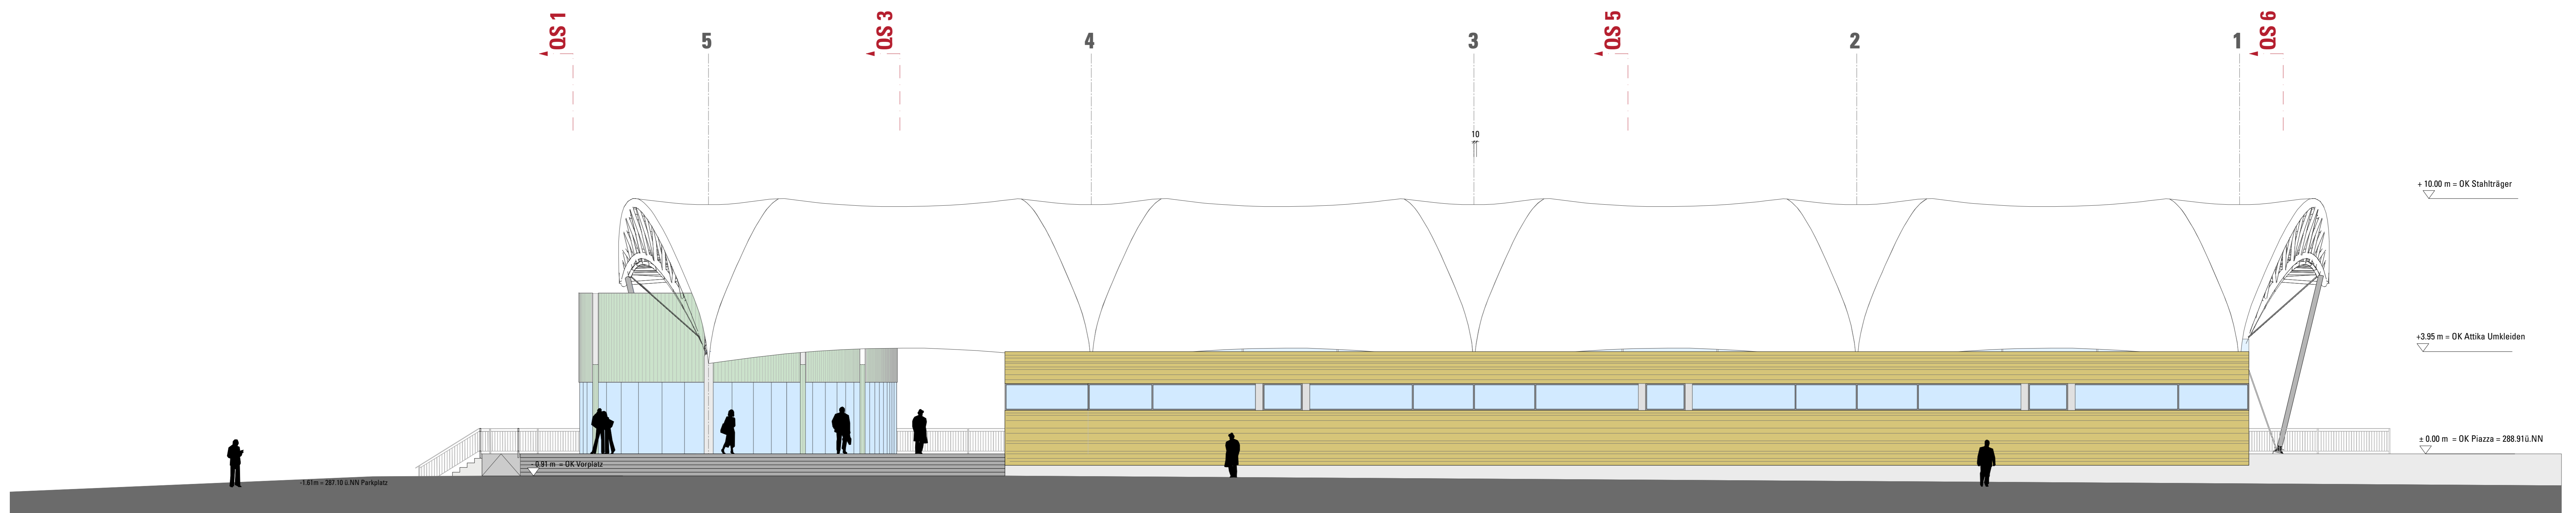 QS 1
5
QS 3
4
3
QS 5
2
1
QS 6
10
+ 10.00 m = OK Stahlträger
+3.95 m = OK Attika Umkleiden
± 0.00 m = OK Piazza = 288.91ü.NN
- 0.91 m = OK Vorplatz
-1.61m = 287.10 ü.NN Parkplatz